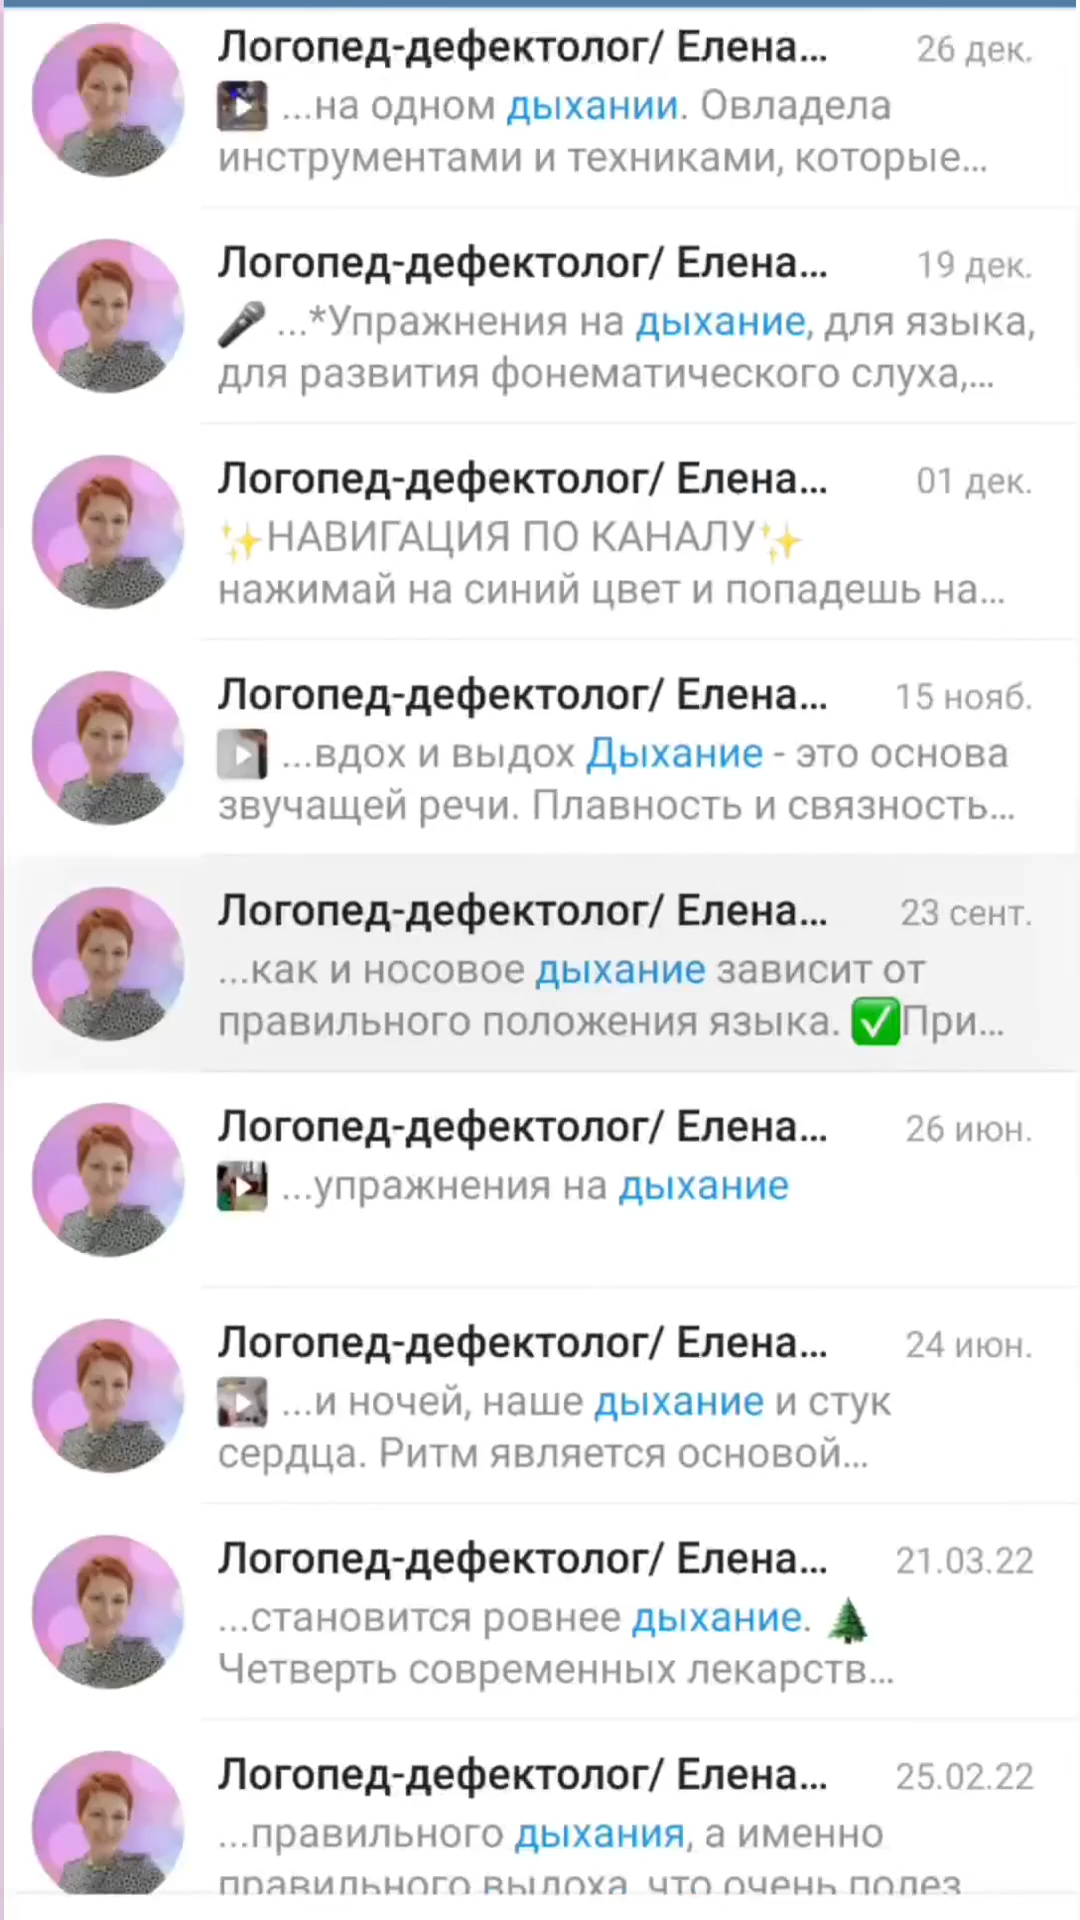 Логопед-дефектолог/ Елена... 26 дек.
...на одном дыхании. Овладела
инструментами и техниками, которые...
Логопед-дефектолог/ Елена... 19 дек.
...*Упражнения на дыхание, для языка,
для развития фонематического слуха,...
Логопед-дефектолог/ Елена... 01 дек.
✨НАВИГАЦИЯ ПО КАНАЛУ✨
нажимай на синий цвет и попадешь на...
Логопед-дефектолог/ Елена... 15 нояб.
...вдох и выдох Дыхание - это основа
звучащей речи. Плавность и связность...
Логопед-дефектолог/ Елена... 23 сент.
...как и носовое дыхание зависит от
правильного положения языка. ✅При...
Логопед-дефектолог/ Елена... 26 июн.
...упражнения на дыхание
Логопед-дефектолог/ Елена... 24 июн.
...и ночей, наше дыхание и стук
сердца. Ритм является основой...
Логопед-дефектолог/ Елена... 21.03.22
...становится ровнее дыхание. 🌲
Четверть современных лекарств...
Логопед-дефектолог/ Елена... 25.02.22
...правильного дыхания, а именно
правильного выдоха, что очень полез